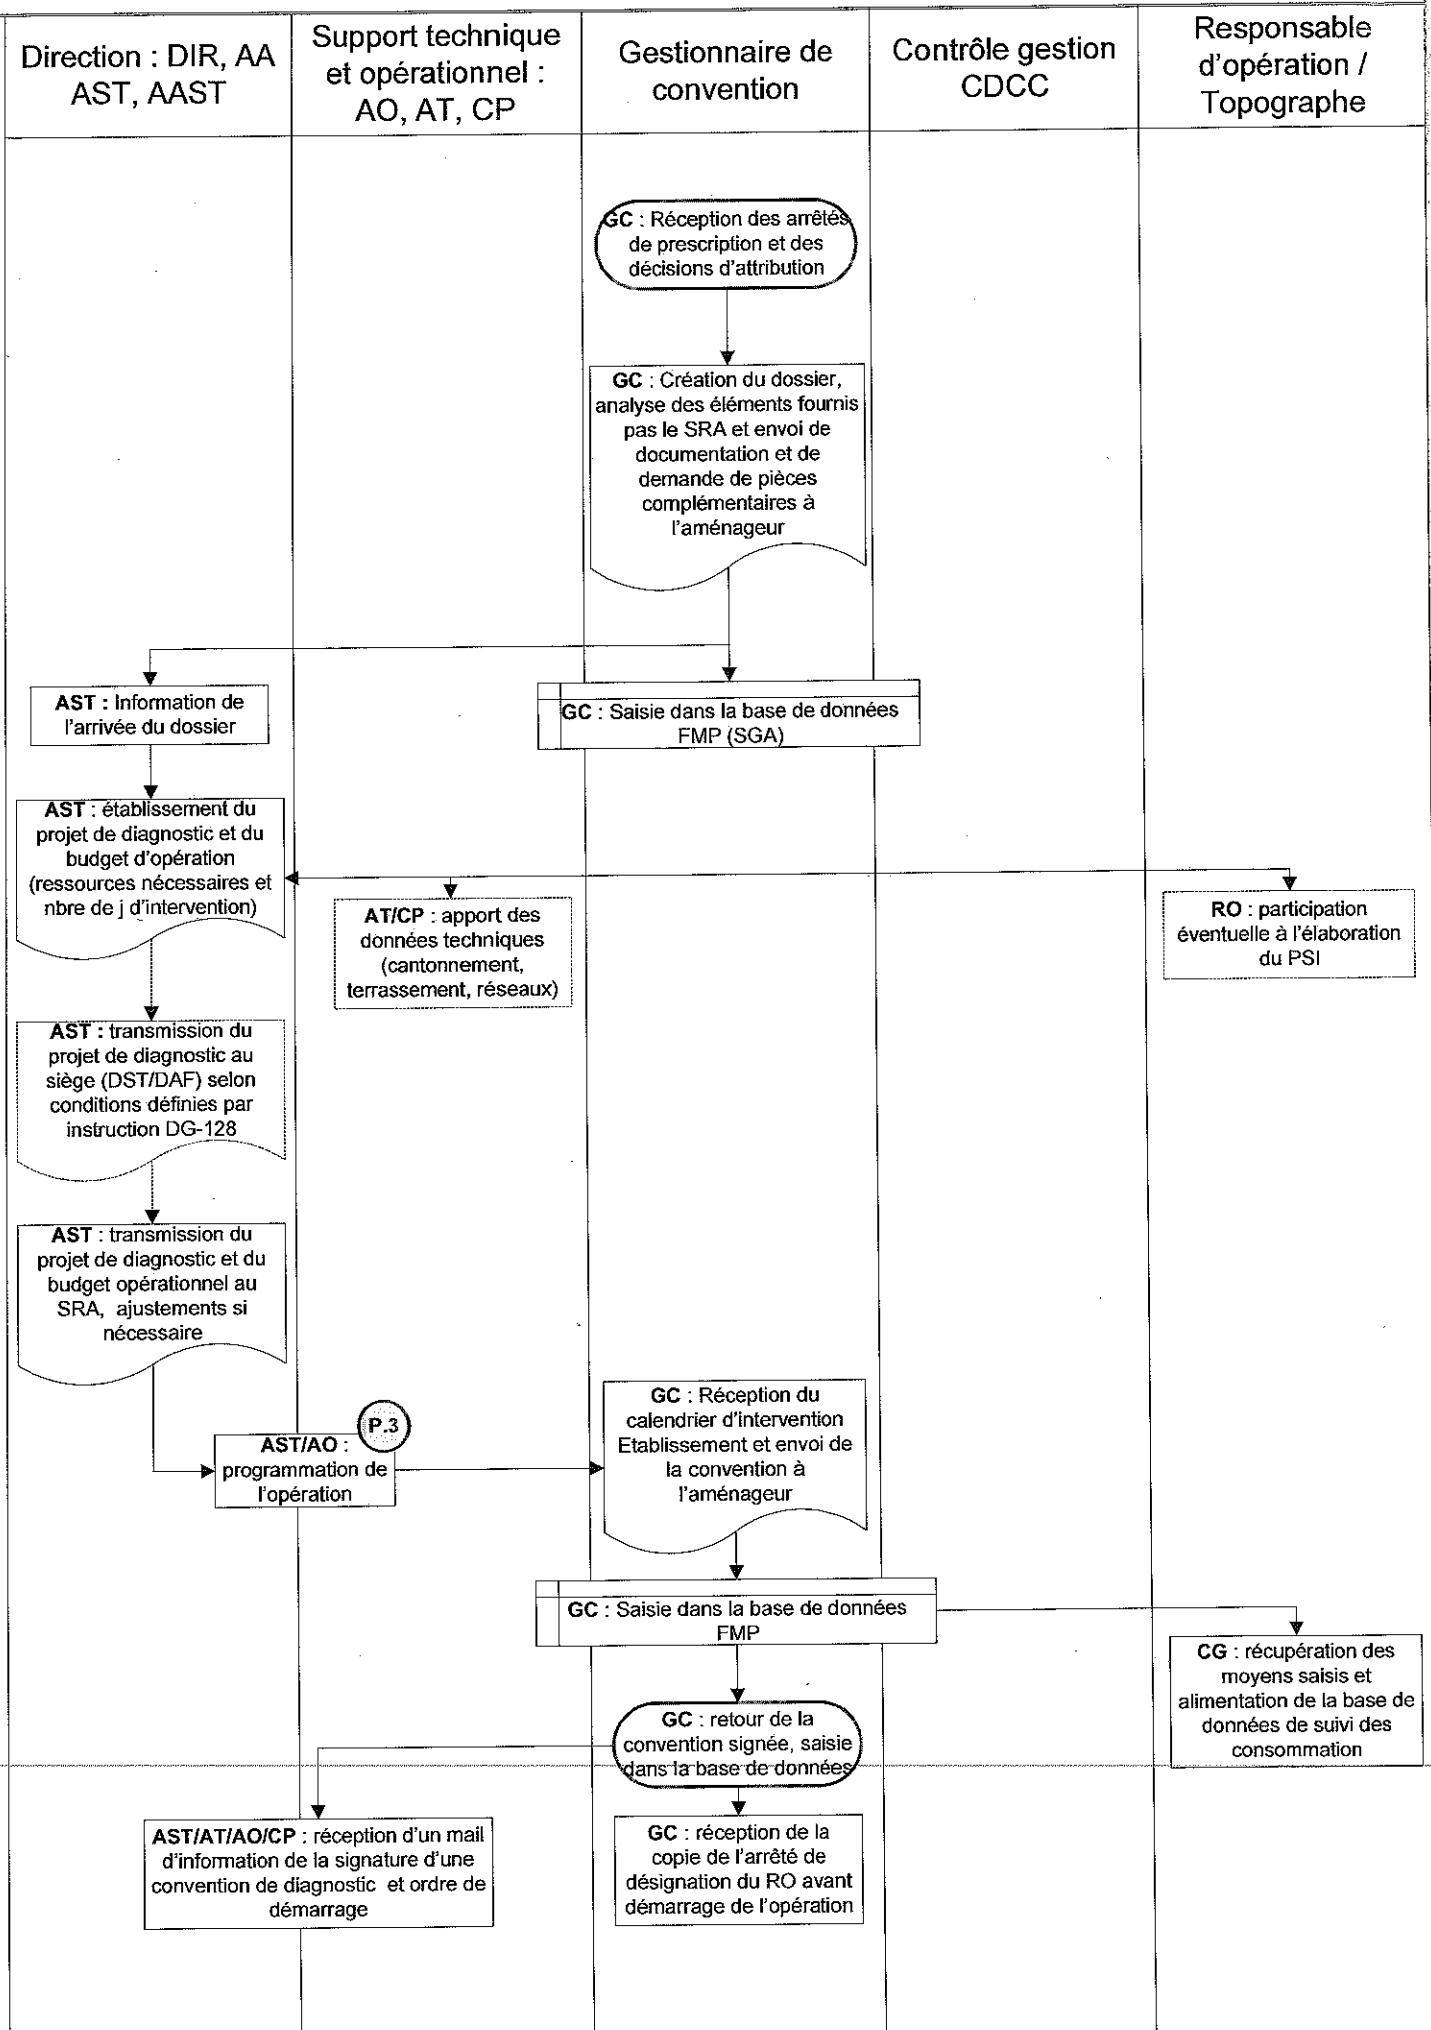 Direction : DIR, AA
AST, AAST
Support technique
et opérationnel :
AO, AT, CP
Gestionnaire de
convention
Contrôle gestion
CDCC
Responsable
d'opération /
Topographe
GC : Réception des arrêtés
de prescription et des
décisions d'attribution
GC : Création du dossier,
analyse des éléments fournis
pas le SRA et envoi de
documentation et de
demande de pièces
complémentaires à
l'aménageur
AST : Information de
l'arrivée du dossier
GC : Saisie dans la base de données
FMP (SGA)
AST : établissement du
projet de diagnostic et du
budget d'opération
(ressources nécessaires et
nbre de j d'intervention)
AT/CP : apport des
données techniques
(cantonnement,
terrassement, réseaux)
RO : participation
éventuelle à l'élaboration
du PSI
AST : transmission du
projet de diagnostic au
siège (DST/DAF) selon
conditions définies par
instruction DG-128
AST : transmission du
projet de diagnostic et du
budget opérationnel au
SRA, ajustements si
nécessaire
P.3
AST/AO :
programmation de
l'opération
GC : Réception du
calendrier d'intervention
Etablissement et envoi de
la convention à
l'aménageur
GC : Saisie dans la base de données
FMP
CG : récupération des
moyens saisis et
alimentation de la base de
données de suivi des
consommation
GC : retour de la
convention signée, saisie
dans la base de données
AST/AT/AO/CP : réception d'un mail
d'information de la signature d'une
convention de diagnostic et ordre de
démarrage
GC : réception de la
copie de l'arrêté de
désignation du RO avant
démarrage de l'opération